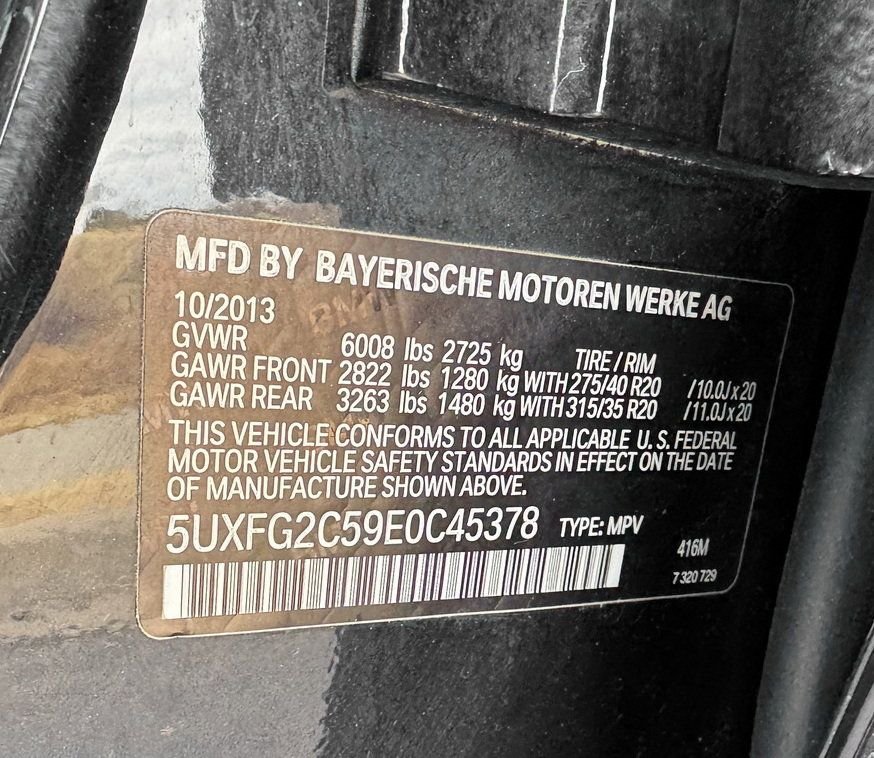 MFD BY BAYERISCHE MOTOREN WERKE AG
10/2013
GVWR 6008 lbs 2725 kg TIRE / RIM
GAWR FRONT 2822 lbs 1280 kg WITH 275/40 R20 /10.0J x 20
GAWR REAR 3263 lbs 1480 kg WITH 315/35 R20 /11.0J x 20
THIS VEHICLE CONFORMS TO ALL APPLICABLE U. S. FEDERAL
MOTOR VEHICLE SAFETY STANDARDS IN EFFECT ON THE DATE
OF MANUFACTURE SHOWN ABOVE.
5UXFG2C59E0C45378 TYPE: MPV
416M
7 320 729